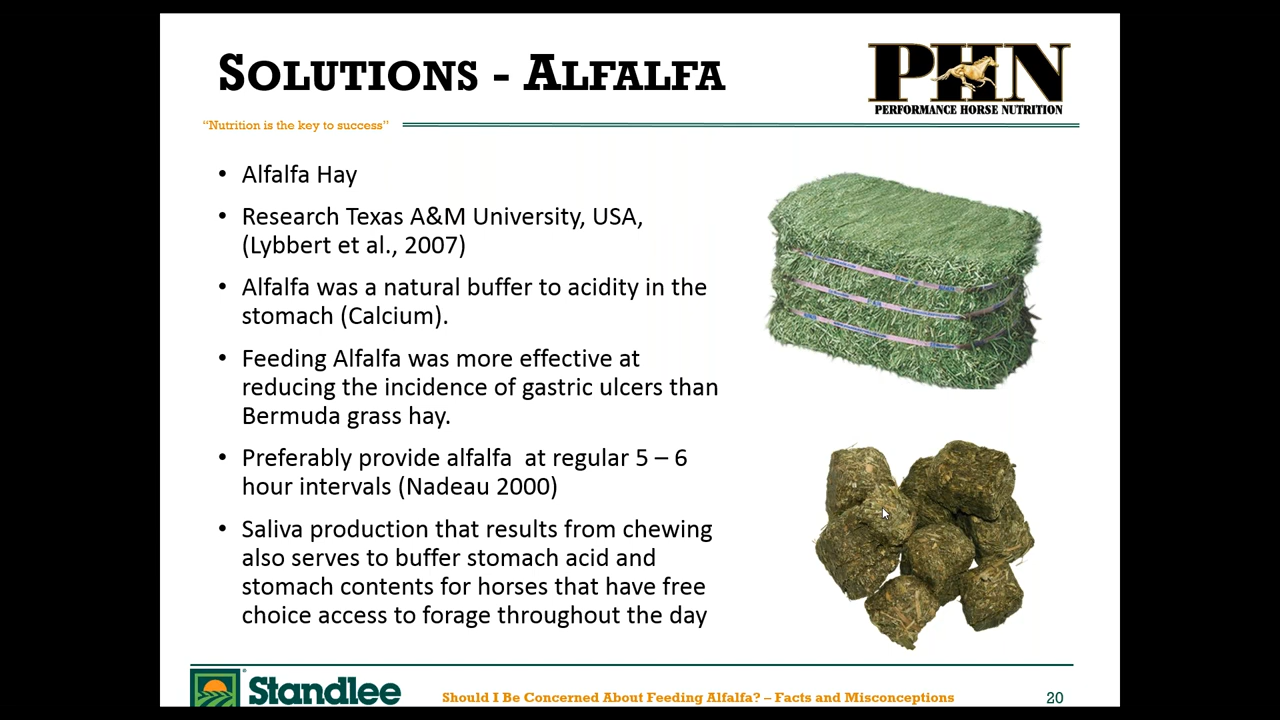 SOLUTIONS - ALFALFA
PHN
PERFORMANCE HORSE NUTRITION
“Nutrition is the key to success”
• Alfalfa Hay
• Research Texas A&M University, USA,
(Lybbert et al., 2007)
• Alfalfa was a natural buffer to acidity in the
stomach (Calcium).
• Feeding Alfalfa was more effective at
reducing the incidence of gastric ulcers than
Bermuda grass hay.
• Preferably provide alfalfa  at regular 5 – 6
hour intervals (Nadeau 2000)
• Saliva production that results from chewing
also serves to buffer stomach acid and
stomach contents for horses that have free
choice access to forage throughout the day
Standlee
Should I Be Concerned About Feeding Alfalfa? – Facts and Misconceptions
20